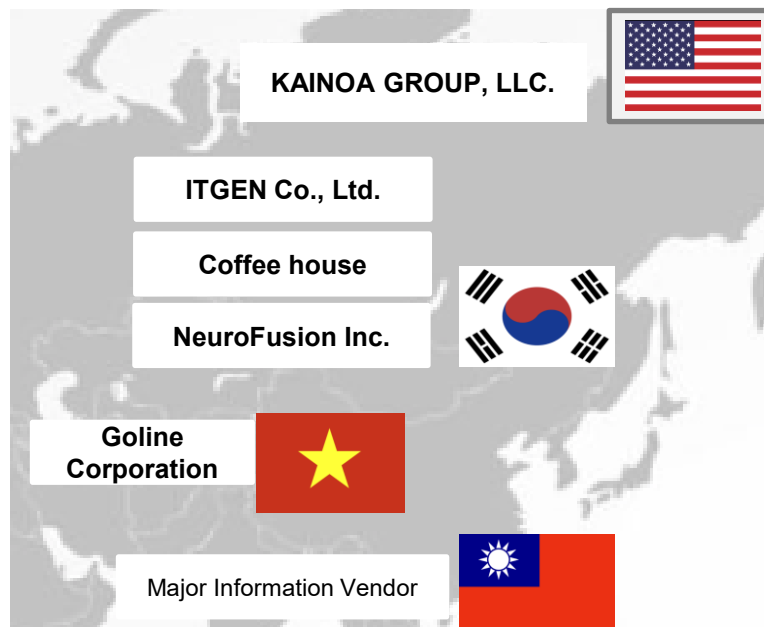 KAINOA GROUP, LLC.
ITGEN Co., Ltd.
Coffee house
NeuroFusion Inc.
Goline
Corporation
Major Information Vendor